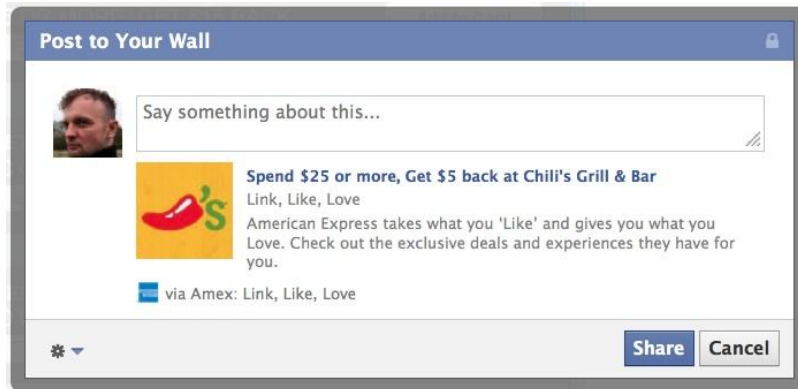 Post to Your Wall
Say something about this...
's
Spend $25 or more, Get $5 back at Chili's Grill & Bar
Link, Like, Love
American Express takes what you 'Like' and gives you what you
Love. Check out the exclusive deals and experiences they have for
you.
via Amex: Link, Like, Love
Share Cancel